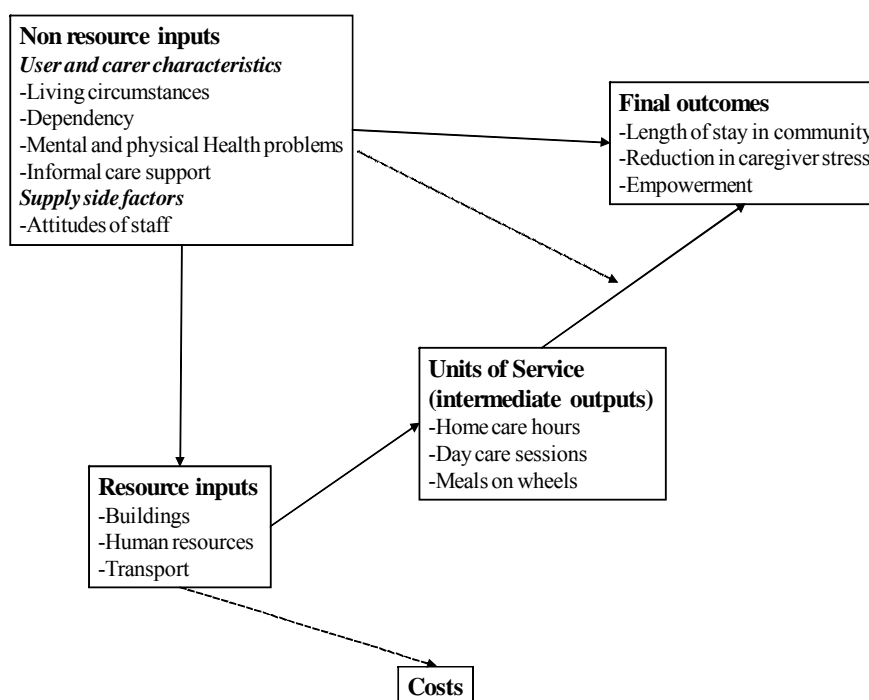 Non resource inputs
User and carer characteristics
-Living circumstances
-Dependency
-Mental and physical Health problems
-Informal care support
Supply side factors
-Attitudes of staff
Final outcomes
-Length of stay in community
-Reduction in caregiver stress
-Empowerment
Units of Service
(intermediate outputs)
-Home care hours
-Day care sessions
-Meals on wheels
Resource inputs
-Buildings
-Human resources
-Transport
Costs